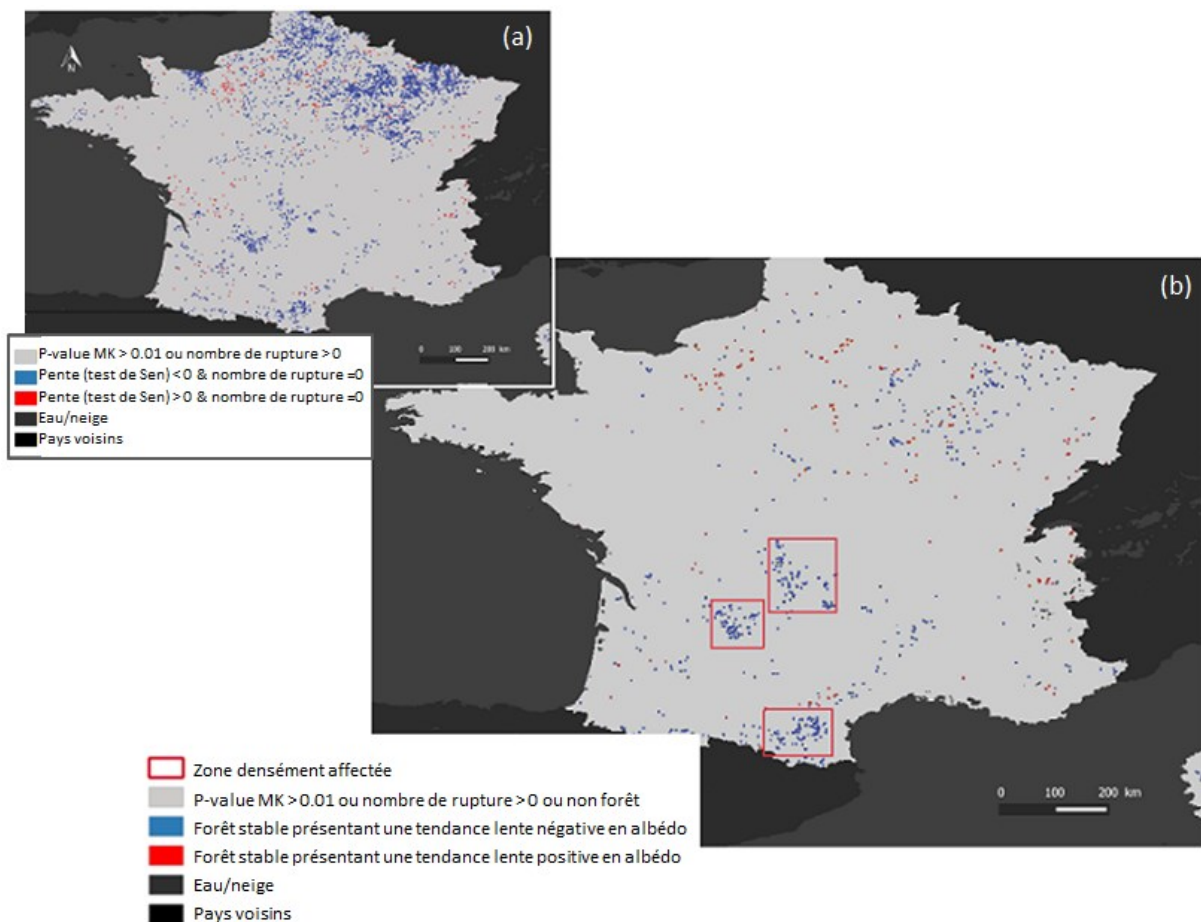 (a)
N
0 100 200 km
P-value MK > 0.01 ou nombre de rupture > 0
Pente (test de Sen) < 0 & nombre de rupture =0
Pente (test de Sen) > 0 & nombre de rupture =0
Eau/neige
Pays voisins
(b)
0 100 200 km
Zone densément affectée
P-value MK > 0.01 ou nombre de rupture > 0 ou non forêt
Forêt stable présentant une tendance lente négative en albédo
Forêt stable présentant une tendance lente positive en albédo
Eau/neige
Pays voisins